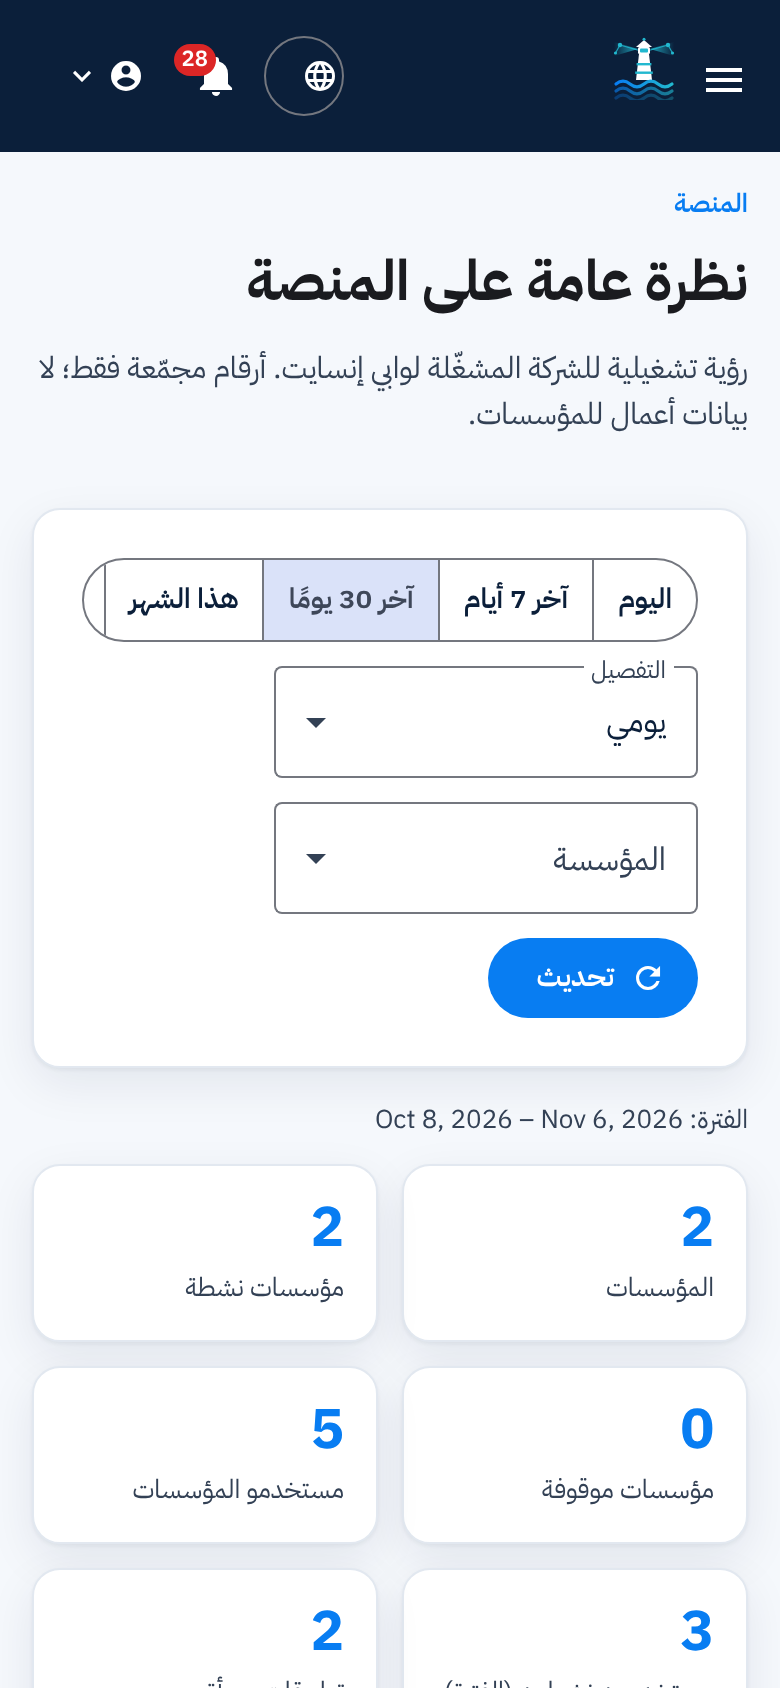 28
المنصة
نظرة عامة على المنصة
رؤية تشغيلية للشركة المشغّلة لوابي إنسايت. أرقام مجمّعة فقط؛ لا
بيانات أعمال للمؤسسات.
اليوم
آخر 7 أيام
آخر 30 يومًا
هذا الشهر
التفصيل
يومي
المؤسسة
تحديث
الفترة: Oct 8, 2026 – Nov 6, 2026
2
المؤسسات
2
مؤسسات نشطة
0
مؤسسات موقوفة
5
مستخدمو المؤسسات
3
2